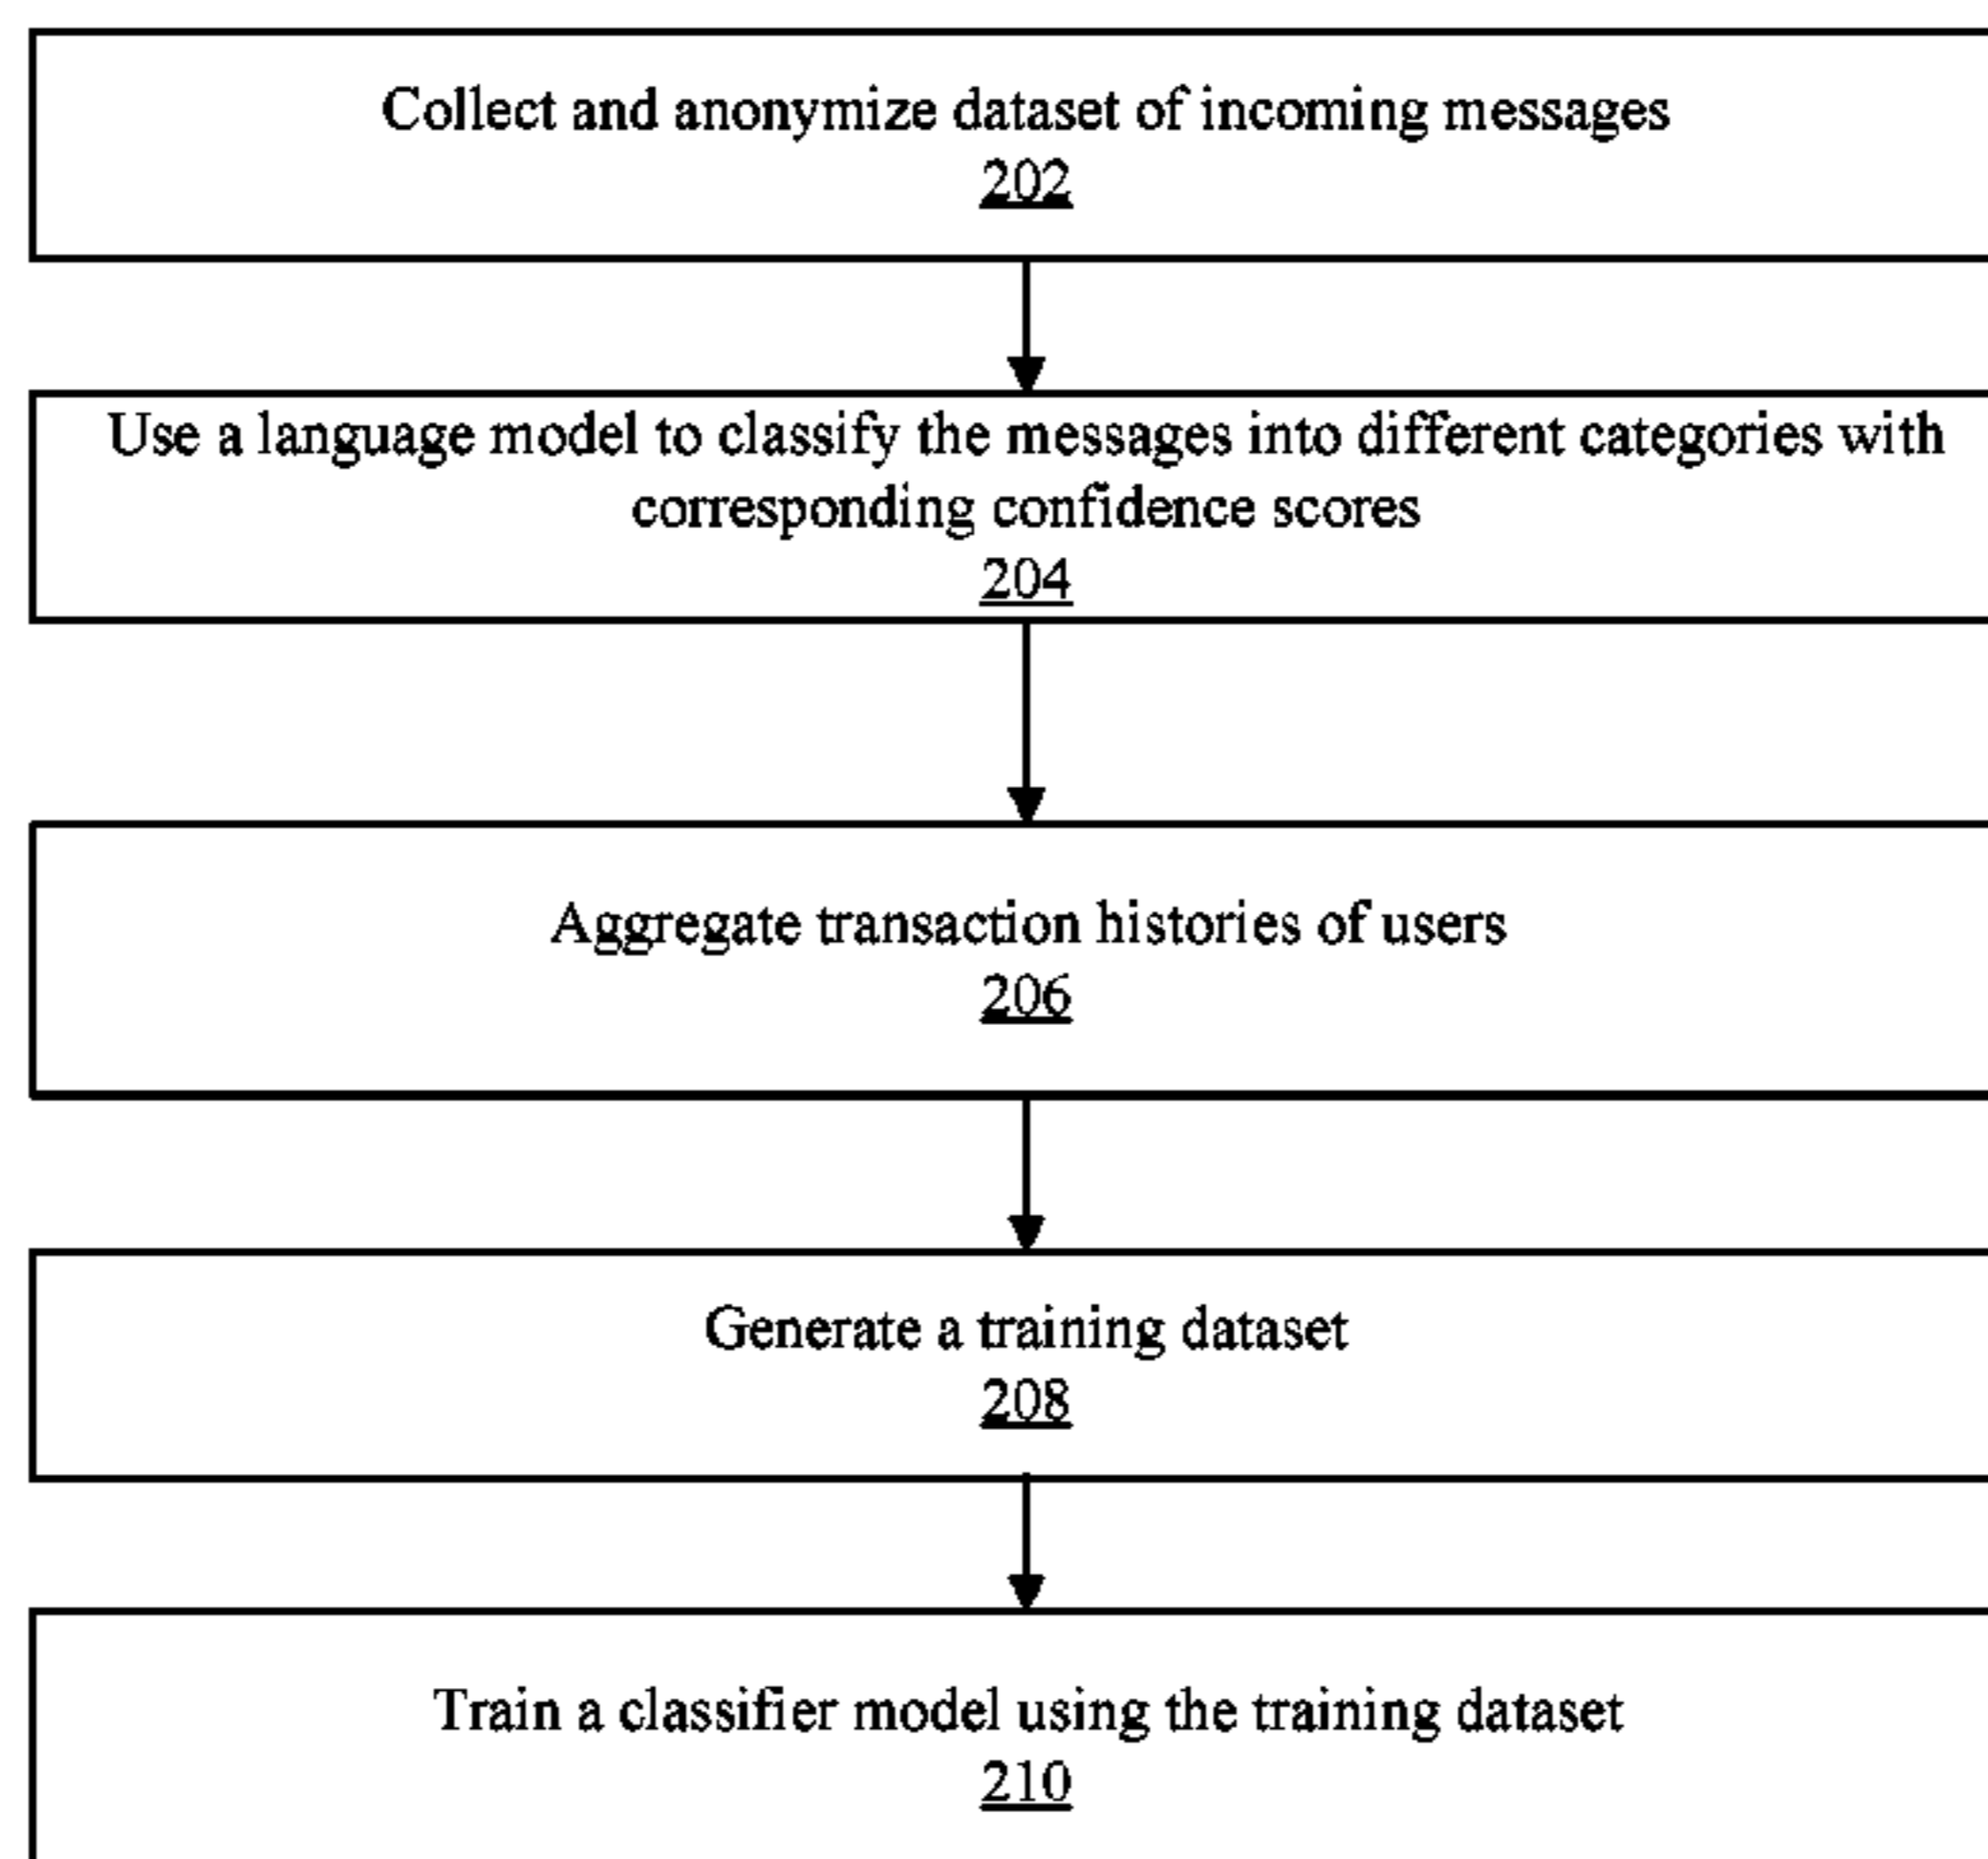 Collect and anonymize dataset of incoming messages
202
Use a language model to classify the messages into different categories with
corresponding confidence scores
204
Aggregate transaction histories of users
206
Generate a training dataset
208
Train a classifier model using the training dataset
210